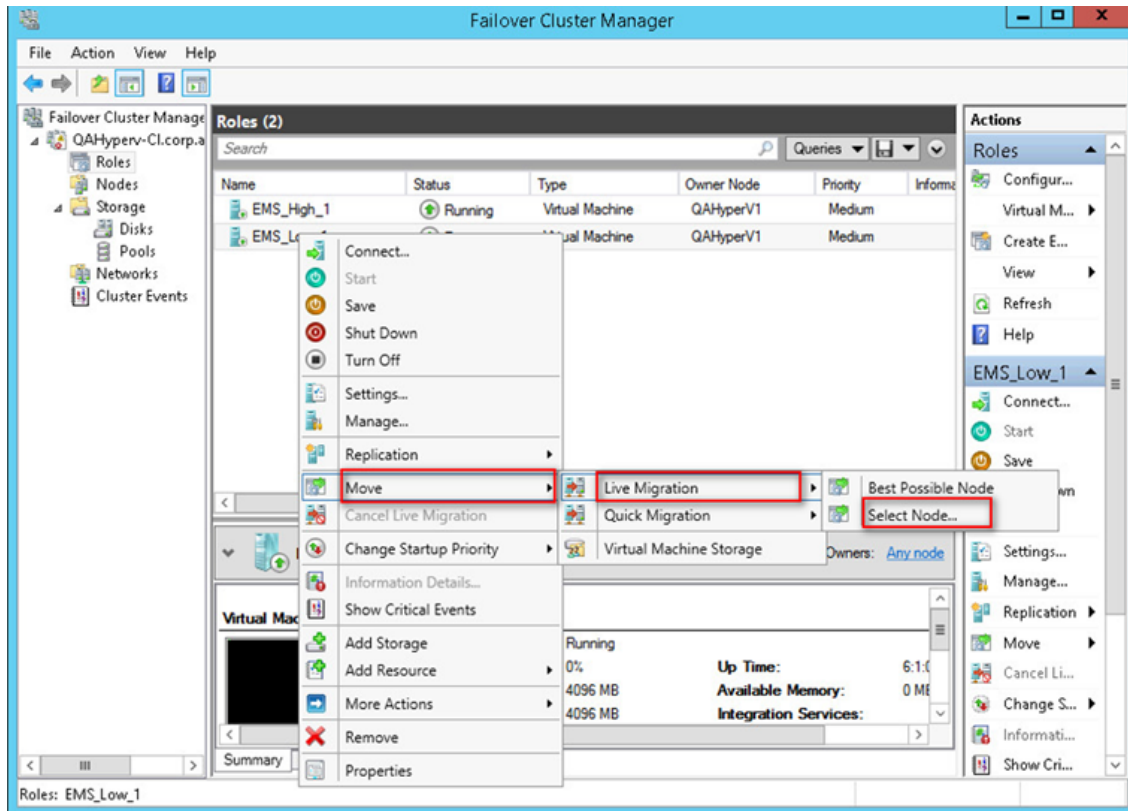 Failover Cluster Manager
File Action View Help
Failover Cluster Manage
QAHyperv-Cl.corp.a
Roles
Nodes
Storage
Disks
Pools
Networks
Cluster Events
Roles (2)
Search
Queries
Name Status Type Owner Node Priority Informa
EMS_High_1 Running Virtual Machine QAHyperV1 Medium
EMS_Lo Machine QAHyperV1 Medium
Connect...
Start
Save
Shut Down
Turn Off
Settings...
Manage...
Replication
Move
Cancel Live Migration
Change Startup Priority
Information Details...
Show Critical Events
Add Storage
Add Resource
More Actions
Remove
Properties
Live Migration
Quick Migration
Virtual Machine Storage
Best Possible Node
Select Node...
Owners: Any node
Virtual Mac
Running
0% Up Time: 6:1:
4096 MB Available Memory: 0 M
4096 MB Integration Services:
Summary
Actions
Roles
Configur...
Virtual M...
Create E...
View
Refresh
Help
EMS_Low_1
Connect...
Start
Save
wn
Settings...
Manage...
Replication
Move
Cancel Li...
Change S...
Informati...
Show Cri...
Roles: EMS_Low_1